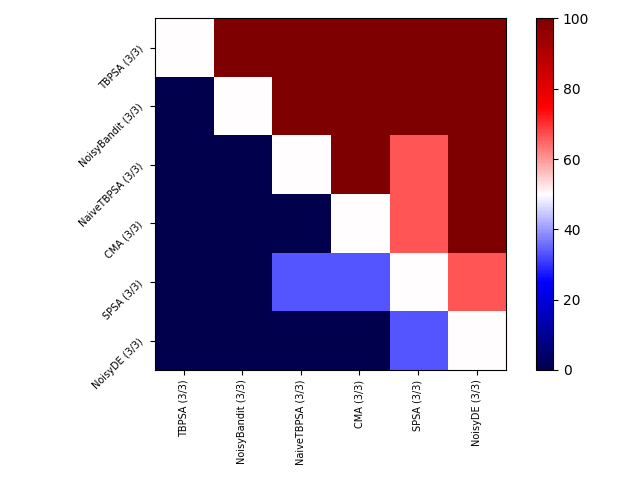 TBPSA (3/3)
NoisyBandit (3/3)
NaiveTBPSA (3/3)
CMA (3/3)
SPSA (3/3)
NoisyDE (3/3)
TBPSA (3/3)
NoisyBandit (3/3)
NaiveTBPSA (3/3)
CMA (3/3)
SPSA (3/3)
NoisyDE (3/3)
100
80
60
40
20
0